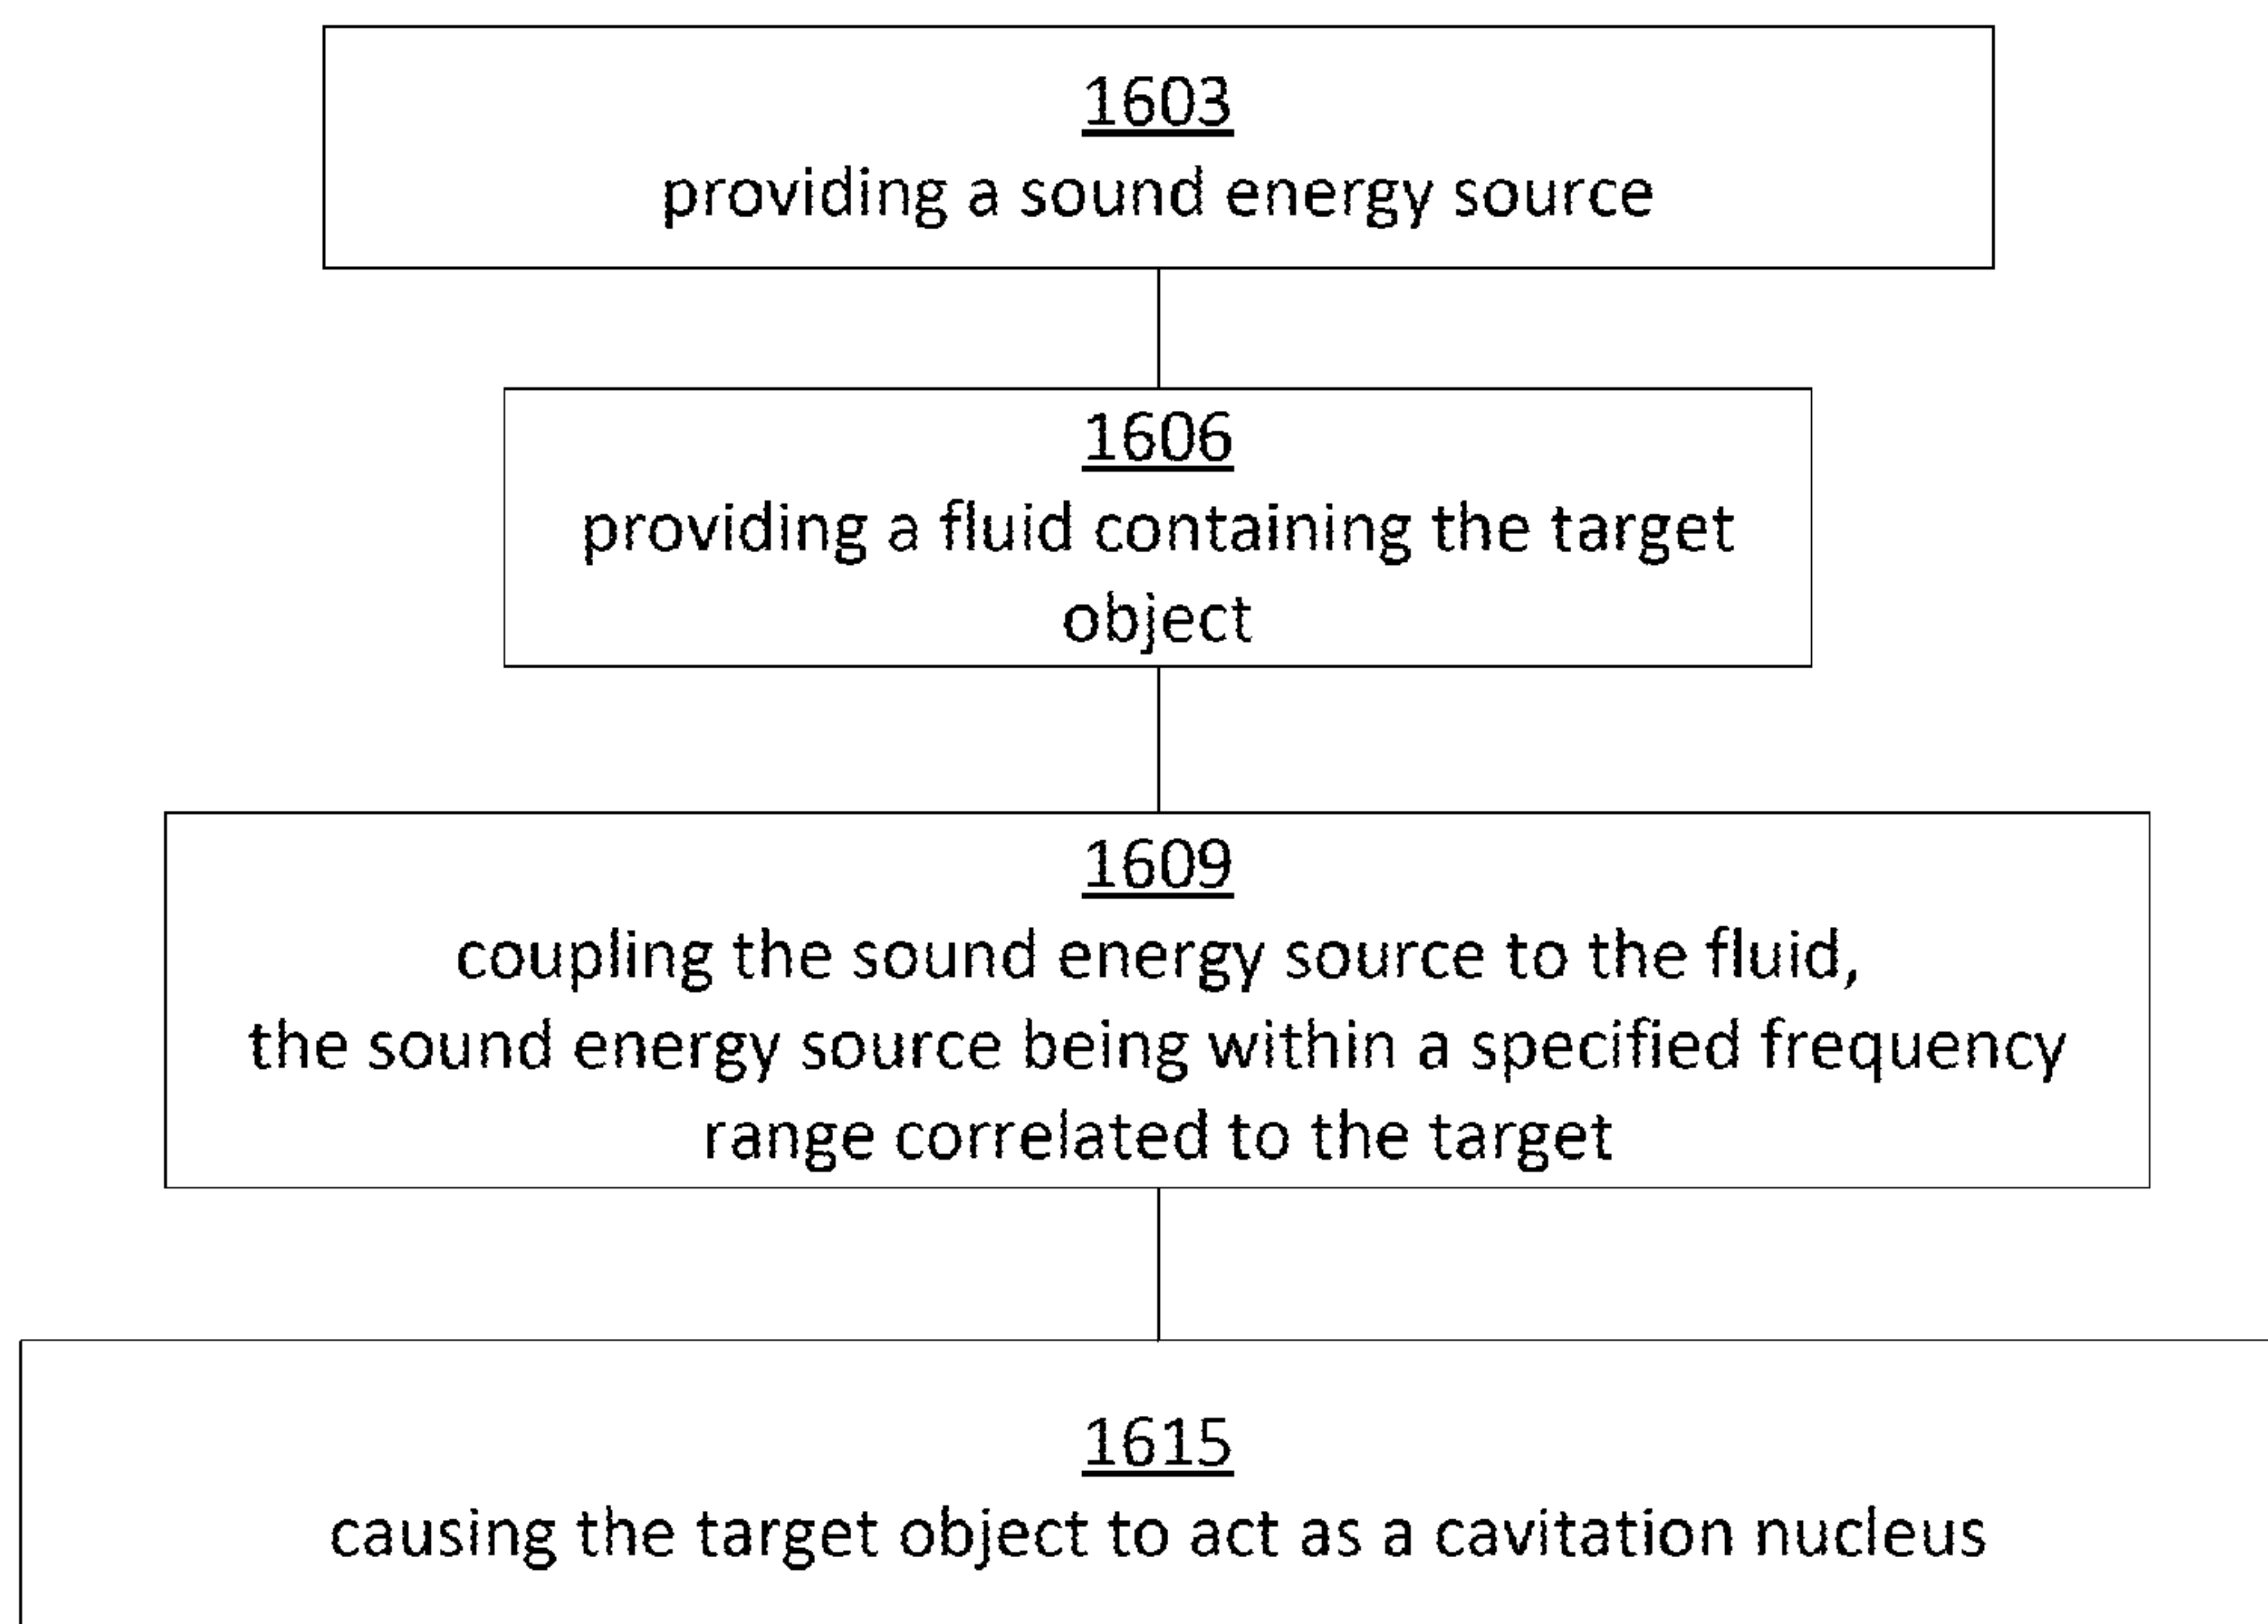 1603
providing a sound energy source
1606
providing a fluid containing the target
object
1609
coupling the sound energy source to the fluid,
the sound energy source being within a specified frequency
range correlated to the target
1615
causing the target object to act as a cavitation nucleus